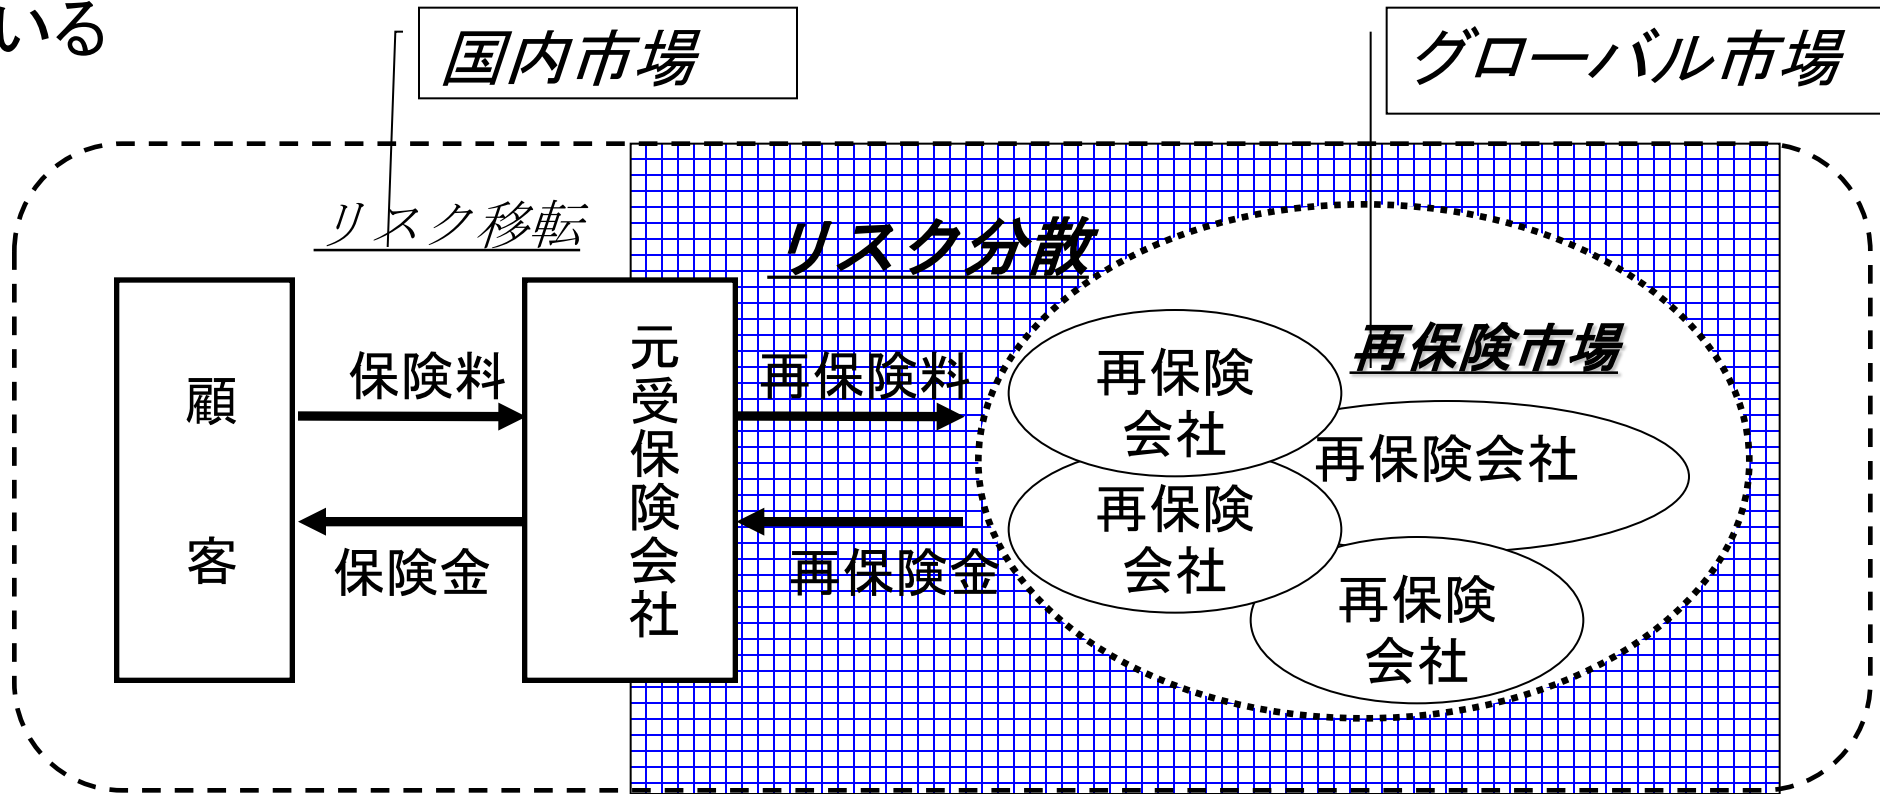 いる
国内市場
グローバル市場
リスク移転
リスク分散
再保険市場
顧客
保険料
保険金
元受保険会社
再保険料
再保険金
再保険
会社
再保険会社
再保険
会社
再保険
会社